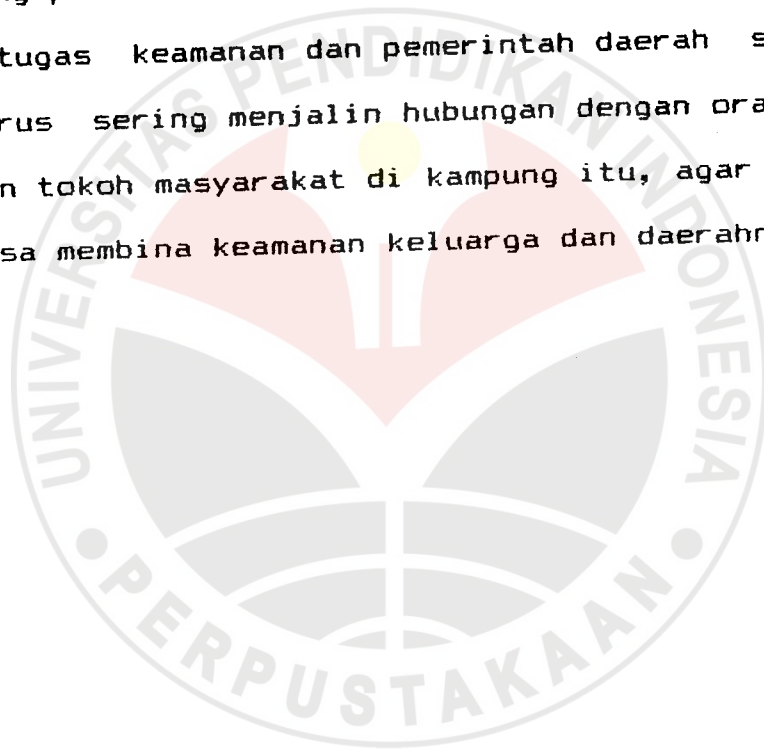 tugas keamanan dan pemerintah daerah s
rus sering menjalin hubungan dengan ora
n tokoh masyarakat di kampung itu, agar
sa membina keamanan keluarga dan daerahn
UNIVERSITAS PENDIDIKAN INDONESIA
PERPUSTAKAAN